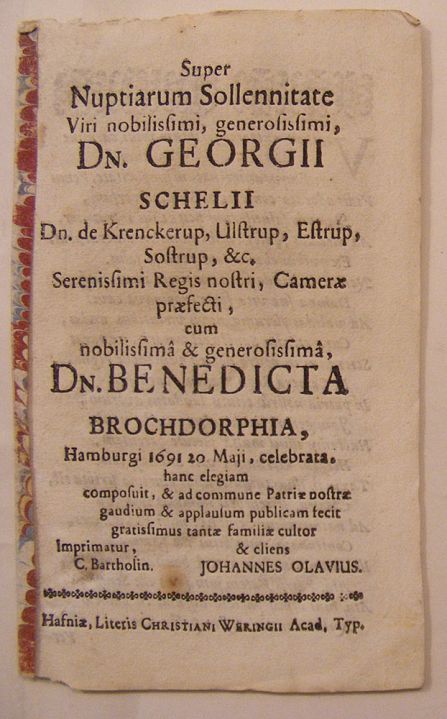 Super
Nuptiarum Sollennitate
Viri nobilissimi, generosissimi,
DN. GEORGII
SCHELII
Dn. de Krenckerup, Ulstrup, Estrup,
Sostrup, &c.
Serenissimi Regis nostri, Cameræ
præfecti,
cum
nobilissimâ & generosissimâ,
DN. BENEDICTA
BROCHDORPHIA,
Hamburgi 1691 20 Maji, celebrata.
hanc elegiam
composuit, & ad commune Patriæ nostræ
gaudium & applausum publicam fecit
gratissimus tantæ familiæ cultor
Imprimatur, & cliens
C. Bartholin. JOHANNES OLAVIUS.
Hafniæ, Literis CHRISTIANI WERINGII Acad. Typ.